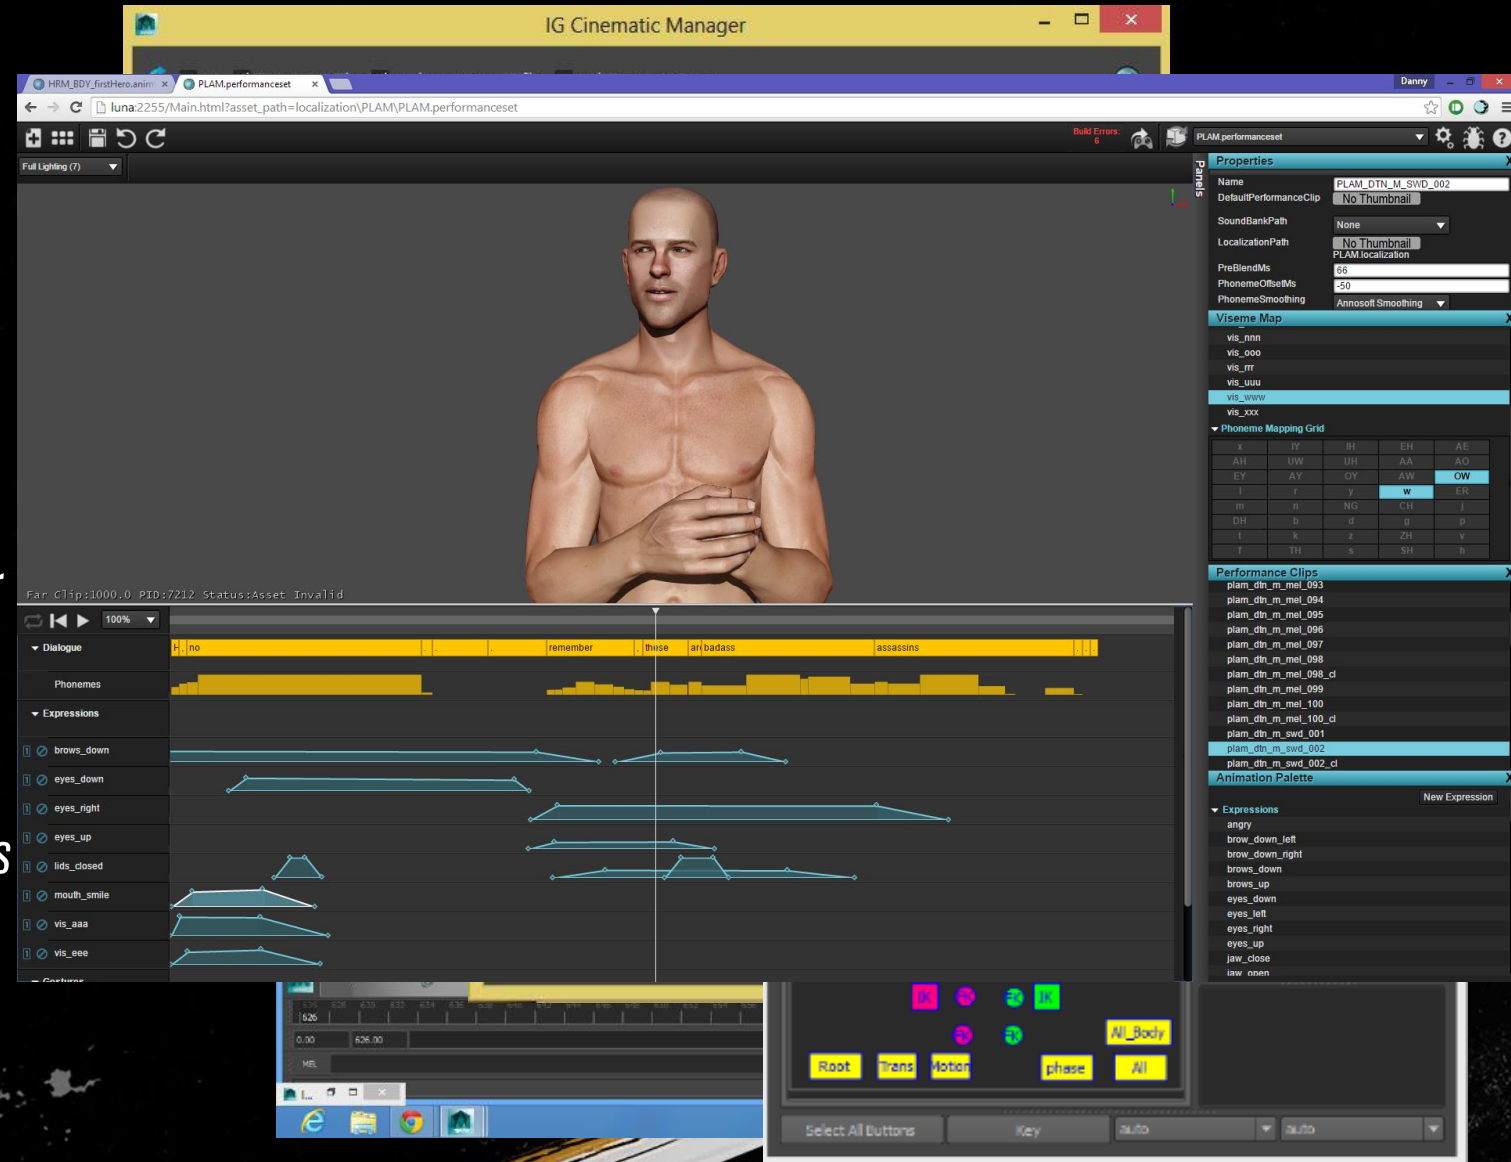 IG Cinematic Manager
HRM_BDY_firstHero.anim
PLAM.performanceset
Danny
luna:2255/Main.html?asset_path=localization\PLAM\PLAM.performanceset
Build Errors:
6
PLAM.performanceset
Full Lighting (7)
Panels
Properties
Name
PLAM_DTN_M_SWD_002
DefaultPerformanceClip
No Thumbnail
SoundBankPath
None
LocalizationPath
No Thumbnail
PLAM.localization
PreBlendMs
66
PhonemeOffsetMs
-50
PhonemeSmoothing
Annosoft Smoothing
Viseme Map
vis_nnn
vis_ooo
vis_rrr
vis_uuu
vis_www
vis_xxx
Phoneme Mapping Grid
x IY IH EH AE
AH UW UH AA AO
EY AY OY AW OW
l r y w ER
m n NG CH j
DH b d g p
t k z ZH v
f TH s SH h
Performance Clips
plam_dtn_m_mel_093
plam_dtn_m_mel_094
plam_dtn_m_mel_095
plam_dtn_m_mel_096
plam_dtn_m_mel_097
plam_dtn_m_mel_098
plam_dtn_m_mel_098_cl
plam_dtn_m_mel_099
plam_dtn_m_mel_100
plam_dtn_m_mel_100_cl
plam_dtn_m_swd_001
plam_dtn_m_swd_002
plam_dtn_m_swd_002_cl
Animation Palette
New Expression
Expressions
angry
brow_down_left
brow_down_right
brows_down
brows_up
eyes_down
eyes_left
eyes_right
eyes_up
jaw_close
jaw_open
Far Clip:1000.0 PID:7212 Status:Asset Invalid
100%
Dialogue
H . no . . . remember . these are badass assassins . . .
Phonemes
Expressions
brows_down
eyes_down
eyes_right
eyes_up
lids_closed
mouth_smile
vis_aaa
vis_eee
Gestures
S
626
0.00 626.00
MEL
I...
IK FK FK IK
FK FK
All_Body
Root Trans Motion phase All
Select All Buttons Key auto auto